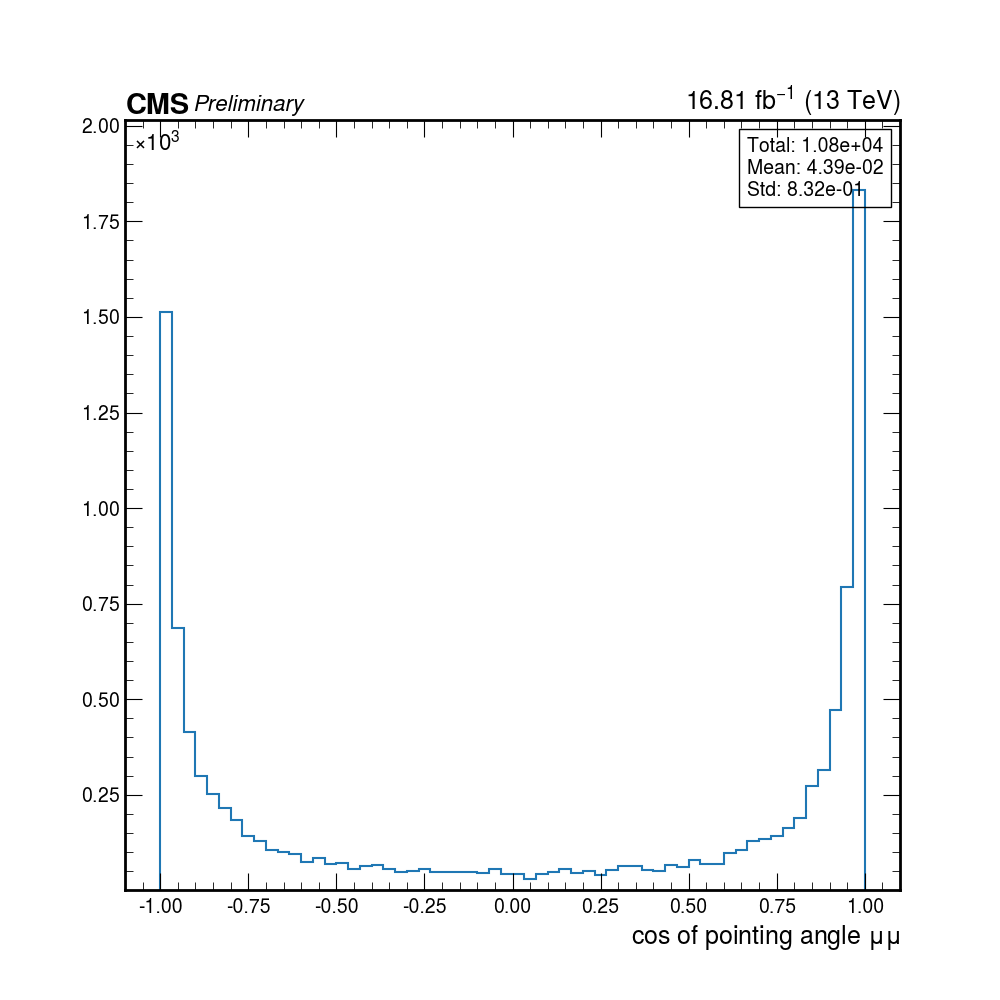 CMS Preliminary
16.81 fb⁻¹ (13 TeV)
×10³
Total: 1.08e+04
Mean: 4.39e-02
Std: 8.32e-01
2.00
1.75
1.50
1.25
1.00
0.75
0.50
0.25
-1.00 -0.75 -0.50 -0.25 0.00 0.25 0.50 0.75 1.00
cos of pointing angle μμ